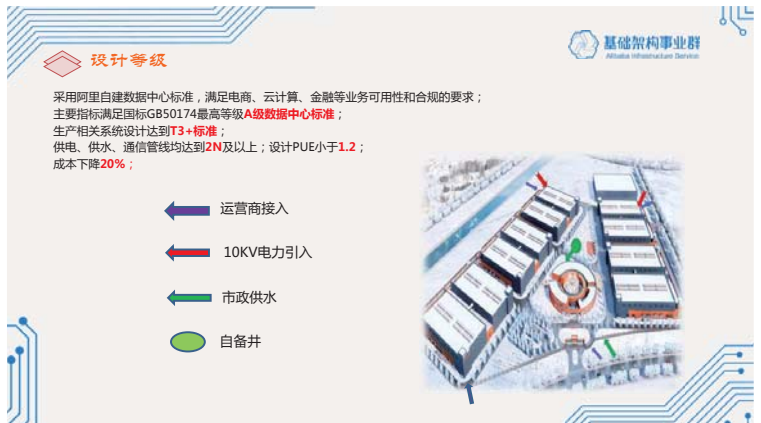 基础架构事业群
Alibaba Infrastructure Service
设计等级
采用阿里自建数据中心标准，满足电商、云计算、金融等业务可用性和合规的要求；
主要指标满足国标GB50174最高等级A级数据中心标准；
生产相关系统设计达到T3+标准；
供电、供水、通信管线均达到2N及以上；设计PUE小于1.2；
成本下降20%；
运营商接入
10KV电力引入
市政供水
自备井